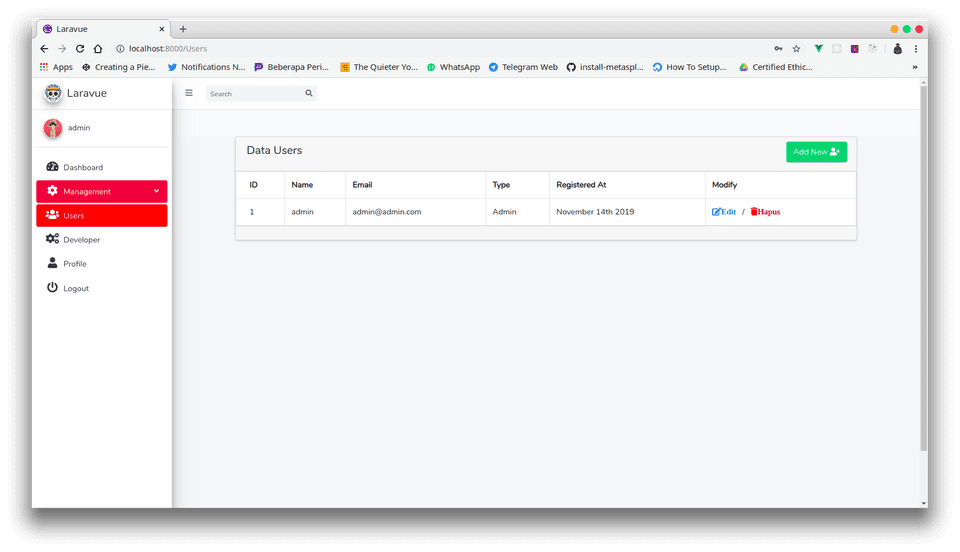 Laravue
localhost:8000/Users
Apps Creating a Pie... Notifications N... Beberapa Peri... The Quieter Yo... WhatsApp Telegram Web install-metaspl... How To Setup... Certified Ethic... »
Laravue Search
admin
Dashboard
Management
Users
Developer
Profile
Logout
Data Users Add New
ID Name Email Type Registered At Modify
1 admin admin@admin.com Admin November 14th 2019 Edit / Hapus